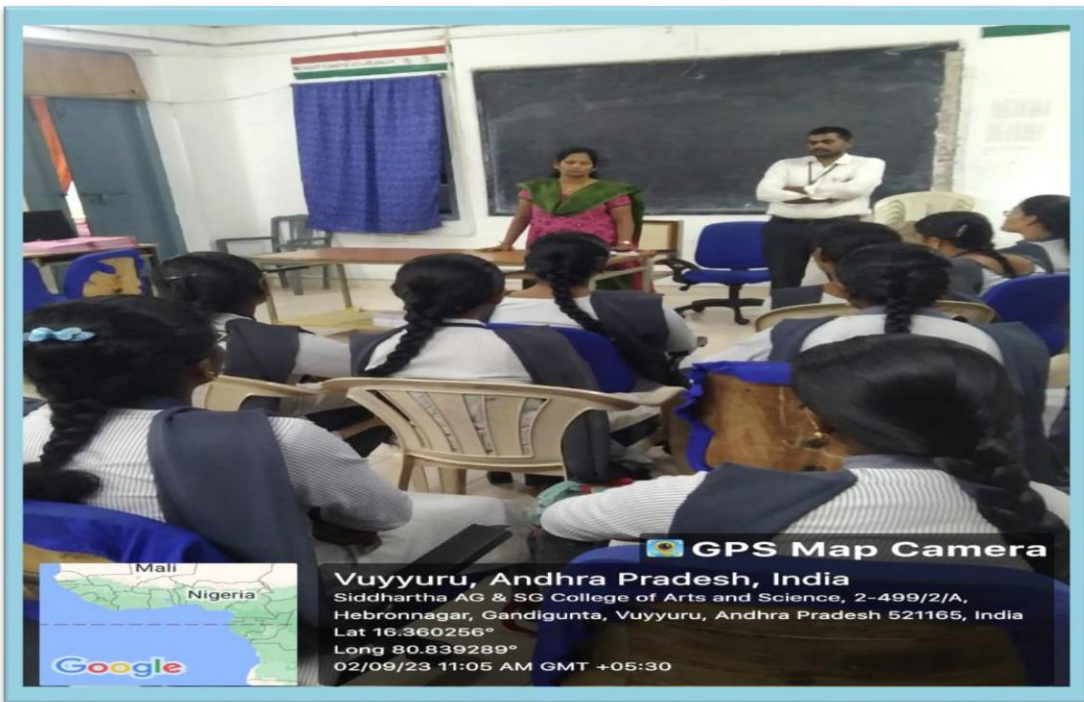 GPS Map Camera
Mali
Nigeria
Google
Vuyyuru, Andhra Pradesh, India
Siddhartha AG & SG College of Arts and Science, 2-499/2/A,
Hebronnagar, Gandigunta, Vuyyuru, Andhra Pradesh 521165, India
Lat 16.360256°
Long 80.839289°
02/09/23 11:05 AM GMT +05:30